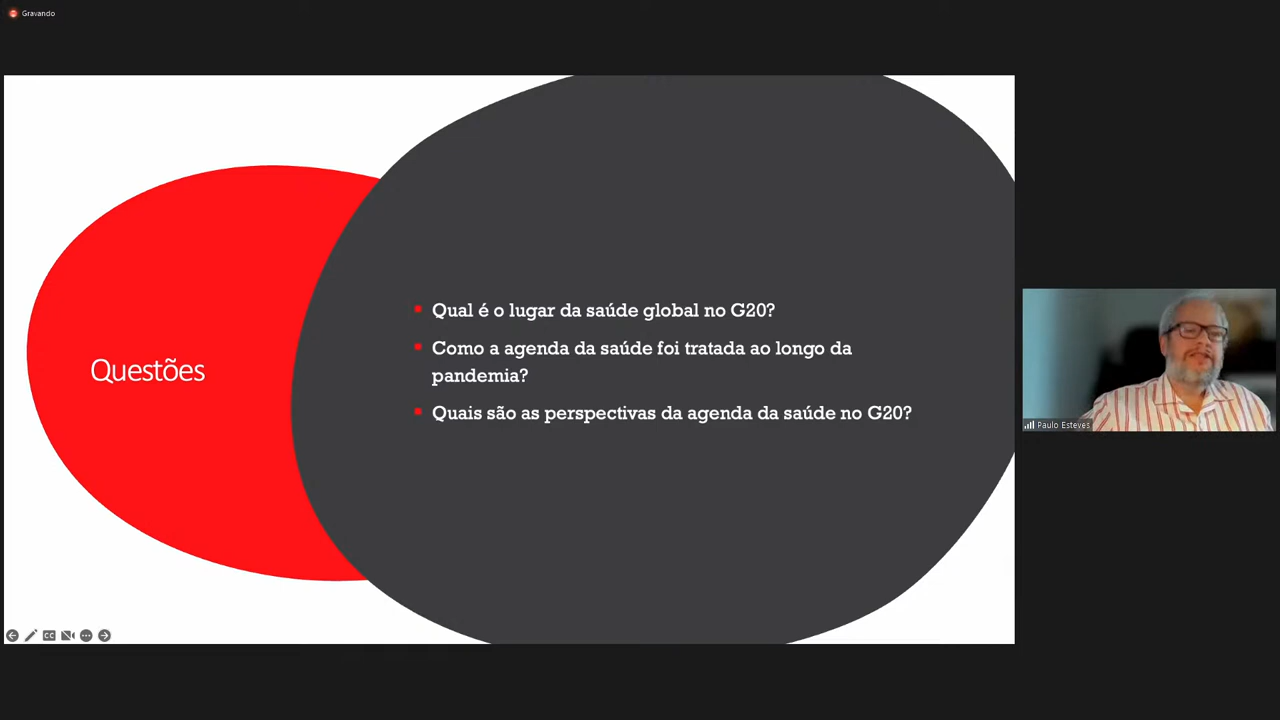 Gravando
Questões
Qual é o lugar da saúde global no G20?
Como a agenda da saúde foi tratada ao longo da
pandemia?
Quais são as perspectivas da agenda da saúde no G20?
CC
Paulo Esteves